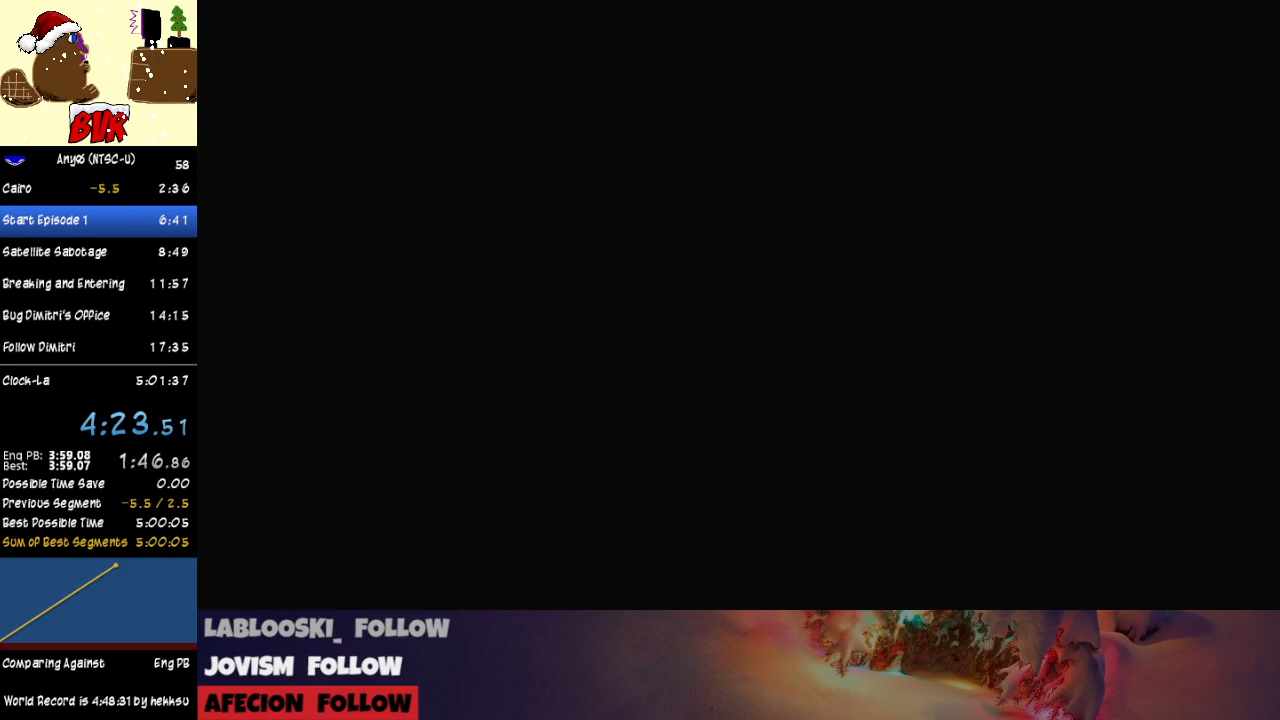 BVR
Any% (NTSC-U) 58
Cairo -5.5 2:36
Start Episode 1 6:41
Satellite Sabotage 8:49
Breaking and Entering 11:57
Bug Dimitri's Office 14:15
Follow Dimitri 17:35
Clock-La 5:01:37
4:23.51
Eng PB: 3:59.08
Best: 3:59.07
1:46.86
Possible Time Save 0.00
Previous Segment -5.5 / 2.5
Best Possible Time 5:00:05
Sum of Best Segments 5:00:05
Comparing Against Eng PB
World Record is 4:48:31 by hekksu
LABLOOSKI_ FOLLOW
JOVISM FOLLOW
AFECION FOLLOW